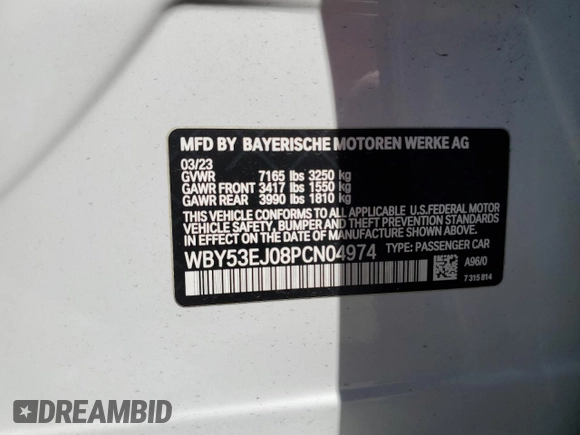 MFD BY BAYERISCHE MOTOREN WERKE AG
03/23
GVWR 7165 lbs 3250 kg
GAWR FRONT 3417 lbs 1550 kg
GAWR REAR 3990 lbs 1810 kg
THIS VEHICLE CONFORMS TO ALL APPLICABLE U.S.FEDERAL MOTOR
VEHICLE SAFETY, BUMPER, AND THEFT PREVENTION STANDARDS
IN EFFECT ON THE DATE OF MANUFACTURE SHOWN ABOVE.
WBY53EJ08PCN04974 TYPE: PASSENGER CAR
A96/0
7 315 814
DREAMBID